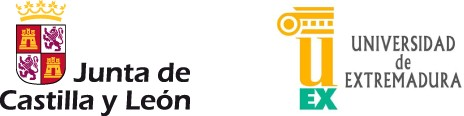 Junta de
Castilla y León
UEX
UNIVERSIDAD
de
EXTREMADURA